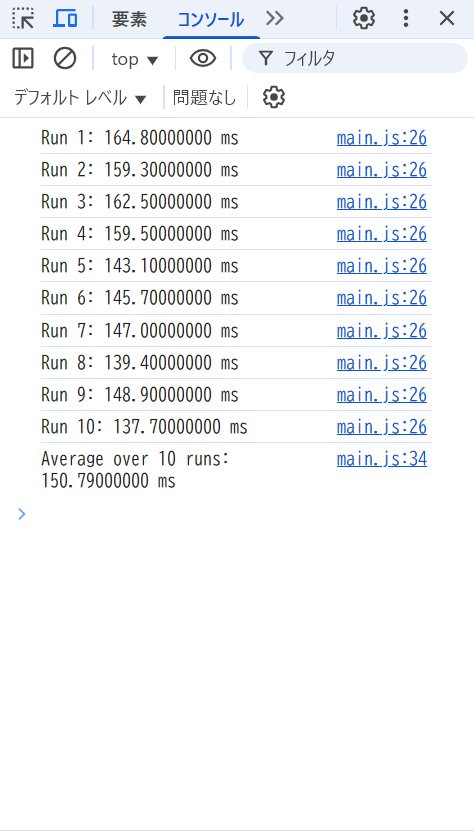 要素 コンソール
top フィルタ
デフォルト レベル 問題なし
Run 1: 164.80000000 ms main.js:26
Run 2: 159.30000000 ms main.js:26
Run 3: 162.50000000 ms main.js:26
Run 4: 159.50000000 ms main.js:26
Run 5: 143.10000000 ms main.js:26
Run 6: 145.70000000 ms main.js:26
Run 7: 147.00000000 ms main.js:26
Run 8: 139.40000000 ms main.js:26
Run 9: 148.90000000 ms main.js:26
Run 10: 137.70000000 ms main.js:26
Average over 10 runs: main.js:34
150.79000000 ms